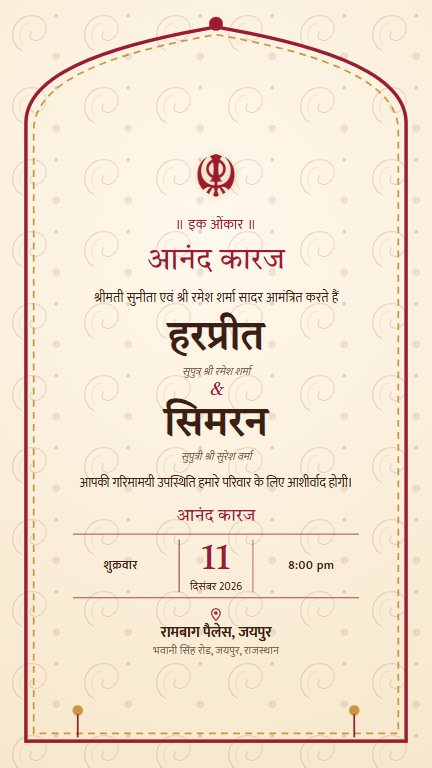 ॥ इक ओंकार ॥
आनंद कारज
श्रीमती सुनीता एवं श्री रमेश शर्मा सादर आमंत्रित करते हैं
हरप्रीत
सुपुत्र श्री रमेश शर्मा
&
सिमरन
सुपुत्री श्री सुरेश वर्मा
आपकी गरिमामयी उपस्थिति हमारे परिवार के लिए आशीर्वाद होगी।
आनंद कारज
शुक्रवार
11
दिसंबर 2026
8:00 pm
रामबाग पैलेस, जयपुर
भवानी सिंह रोड, जयपुर, राजस्थान